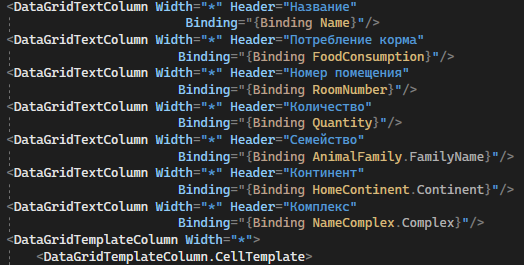 <DataGridTextColumn Width="*" Header="Название"
Binding="{Binding Name}"/>
<DataGridTextColumn Width="*" Header="Потребление корма"
Binding="{Binding FoodConsumption}"/>
<DataGridTextColumn Width="*" Header="Номер помещения"
Binding="{Binding RoomNumber}"/>
<DataGridTextColumn Width="*" Header="Количество"
Binding="{Binding Quantity}"/>
<DataGridTextColumn Width="*" Header="Семейство"
Binding="{Binding AnimalFamily.FamilyName}"/>
<DataGridTextColumn Width="*" Header="Континент"
Binding="{Binding HomeContinent.Continent}"/>
<DataGridTextColumn Width="*" Header="Комплекс"
Binding="{Binding NameComplex.Complex}"/>
<DataGridTemplateColumn Width="*">
<DataGridTemplateColumn.CellTemplate>